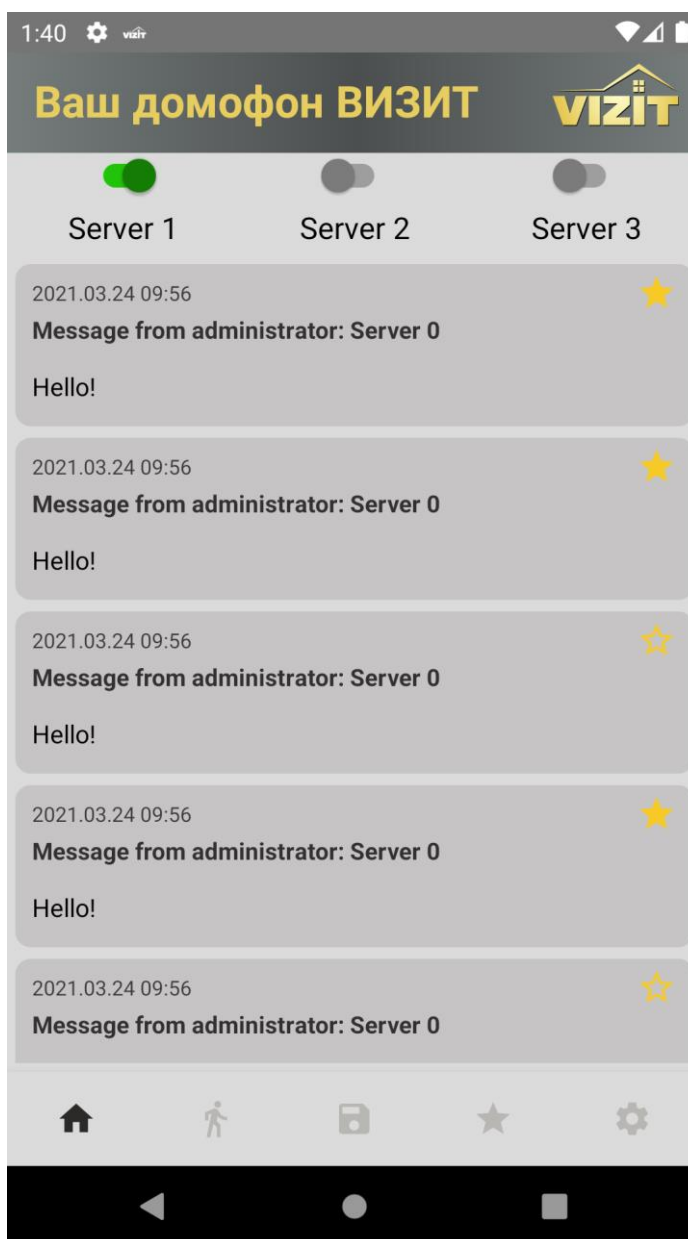 1:40 VIZIT
Ваш домофон ВИЗИТ
VIZIT
Server 1 Server 2 Server 3
2021.03.24 09:56
Message from administrator: Server 0
Hello!
2021.03.24 09:56
Message from administrator: Server 0
Hello!
2021.03.24 09:56
Message from administrator: Server 0
Hello!
2021.03.24 09:56
Message from administrator: Server 0
Hello!
2021.03.24 09:56
Message from administrator: Server 0